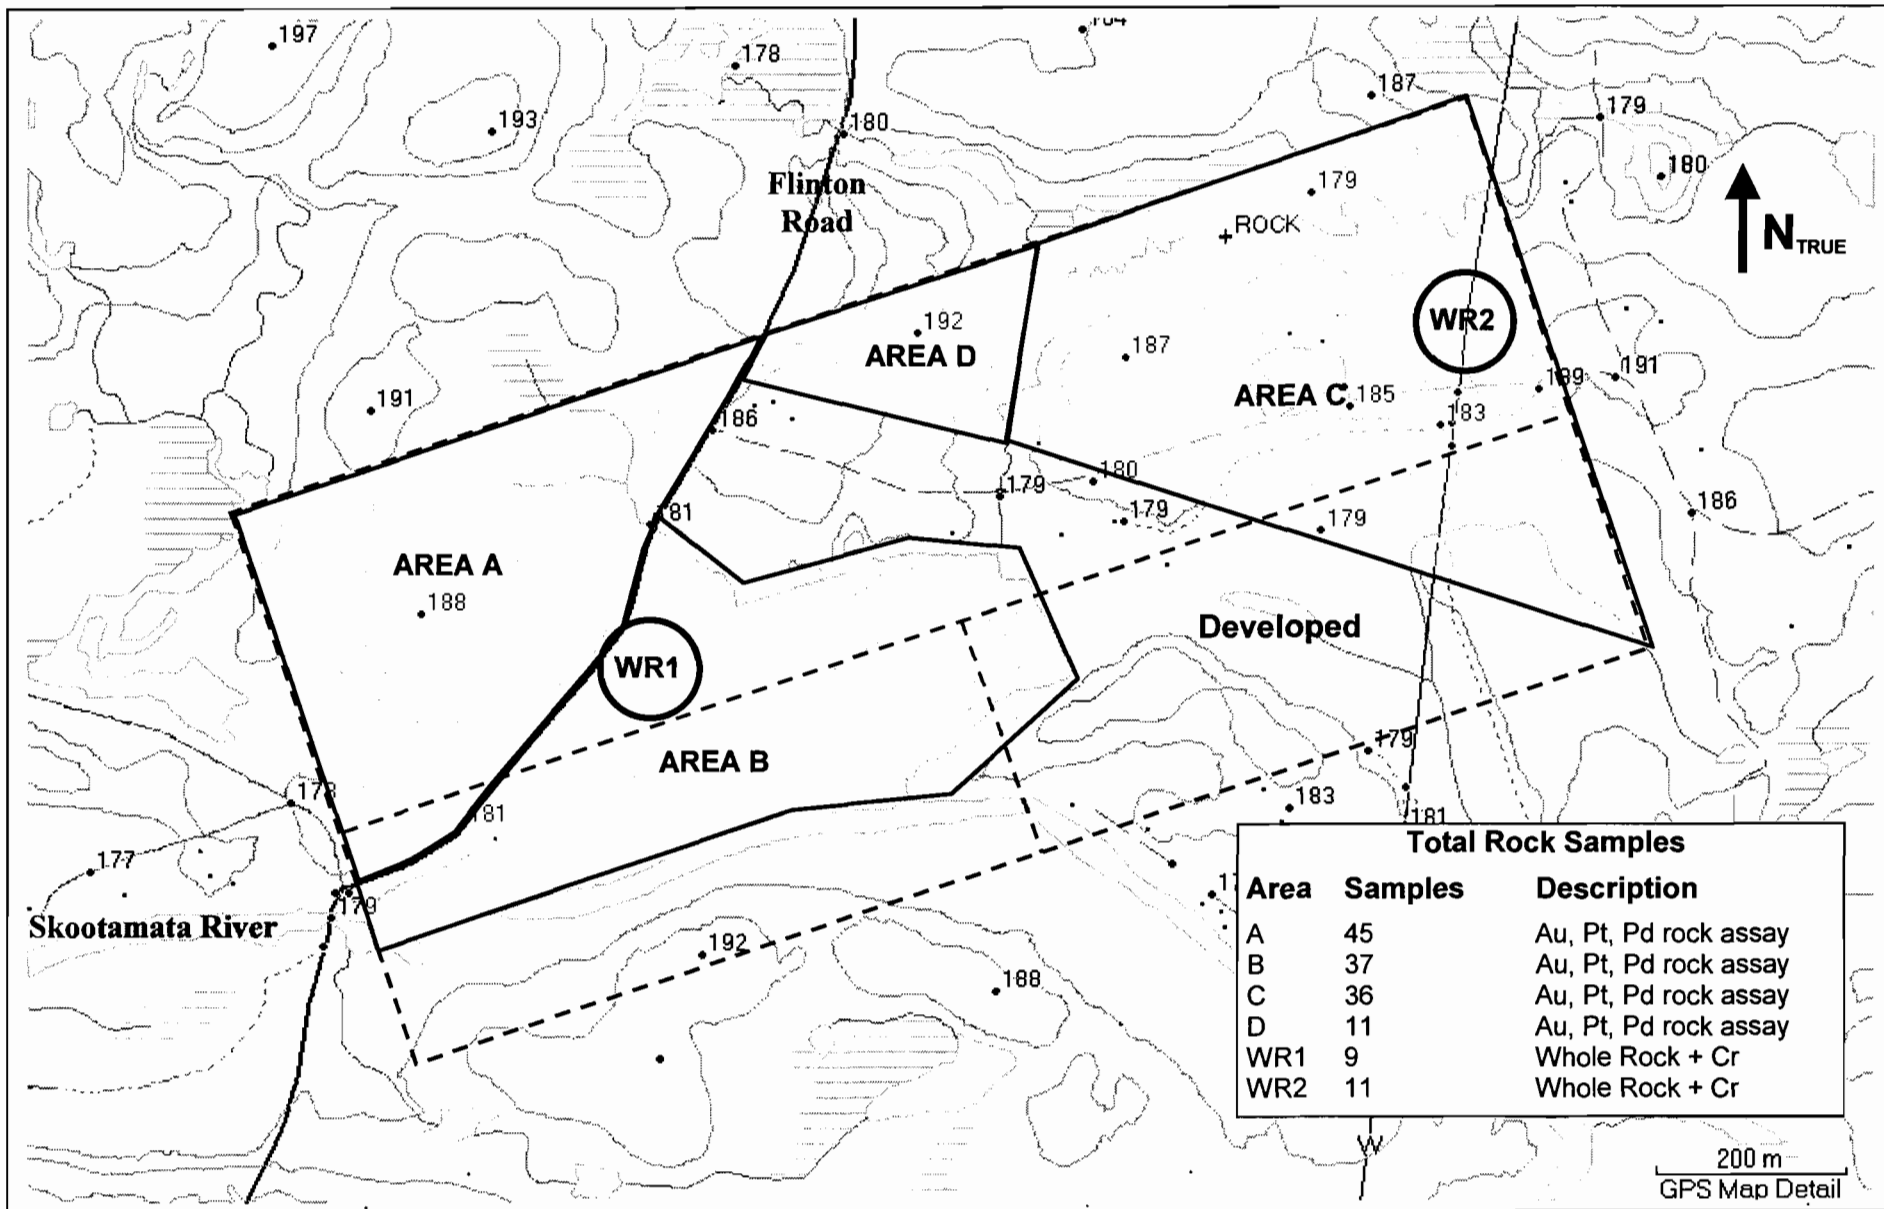 197
178
193
180
187
179
180
Flinton
Road
179
+ROCK
N TRUE
192
AREA D
WR2
187
191
AREA C
185
189
191
183
186
180
179
179
179
186
181
AREA A
188
Developed
WR1
AREA B
179
181
183
181
177
179
Skootamata River
192
188
Total Rock Samples
Area Samples Description
A 45 Au, Pt, Pd rock assay
B 37 Au, Pt, Pd rock assay
C 36 Au, Pt, Pd rock assay
D 11 Au, Pt, Pd rock assay
WR1 9 Whole Rock + Cr
WR2 11 Whole Rock + Cr
W
200 m
GPS Map Detail